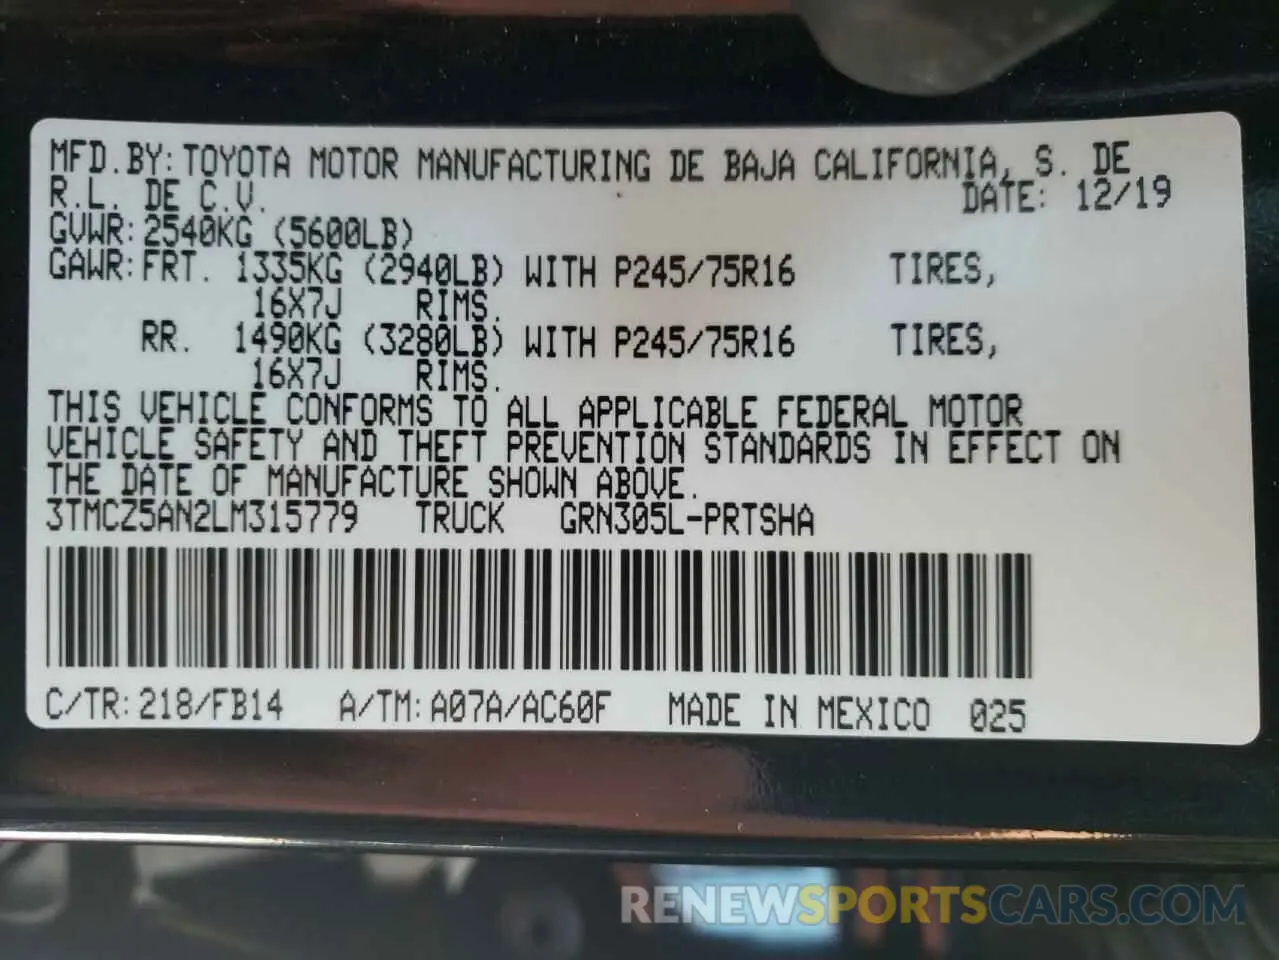 MFD.BY:TOYOTA MOTOR MANUFACTURING DE BAJA CALIFORNIA, S. DE
R.L. DE C.V. DATE: 12/19
GVWR:2540KG (5600LB)
GAWR:FRT. 1335KG (2940LB) WITH P245/75R16 TIRES,
16X7J RIMS.
RR. 1490KG (3280LB) WITH P245/75R16 TIRES,
16X7J RIMS.
THIS VEHICLE CONFORMS TO ALL APPLICABLE FEDERAL MOTOR
VEHICLE SAFETY AND THEFT PREVENTION STANDARDS IN EFFECT ON
THE DATE OF MANUFACTURE SHOWN ABOVE.
3TMCZ5AN2LM315779 TRUCK GRN305L-PRTSHA
C/TR:218/FB14 A/TM:A07A/AC60F MADE IN MEXICO 025
RENEWSPORTSCARS.COM